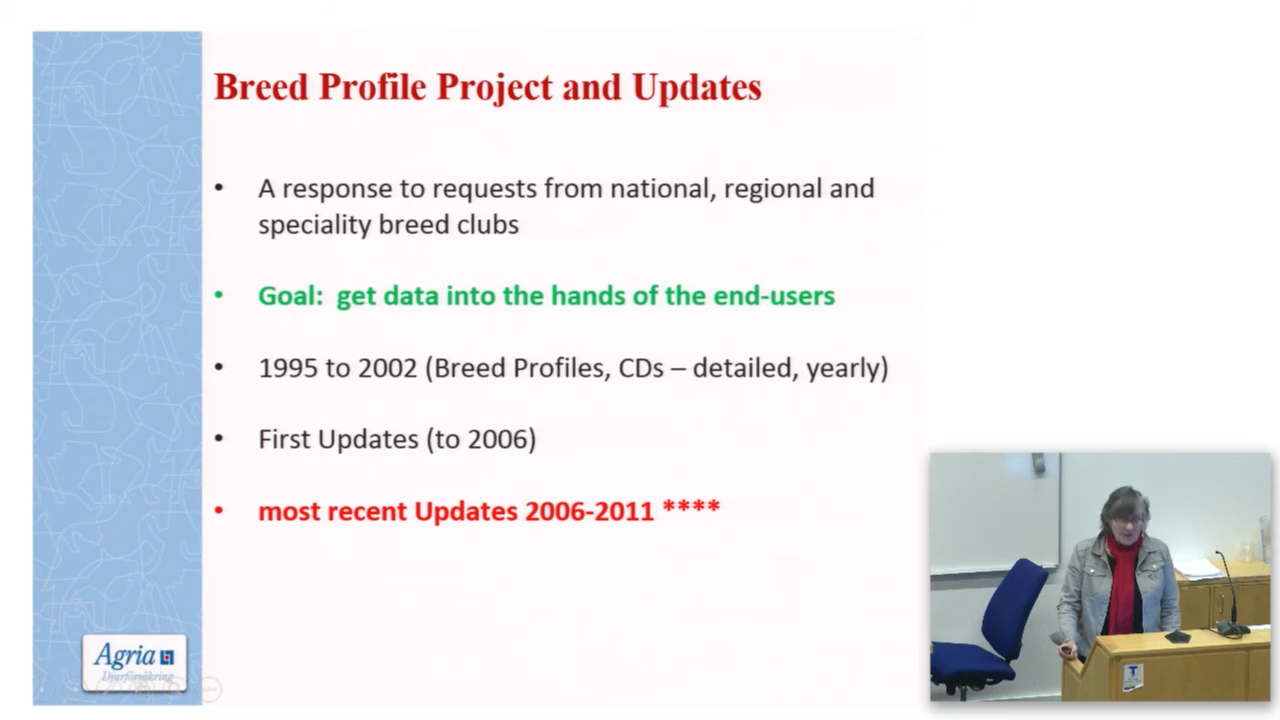 Breed Profile Project and Updates
• A response to requests from national, regional and
speciality breed clubs
• Goal: get data into the hands of the end-users
• 1995 to 2002 (Breed Profiles, CDs – detailed, yearly)
• First Updates (to 2006)
• most recent Updates 2006-2011 ****
Agria
Djurförsäkring